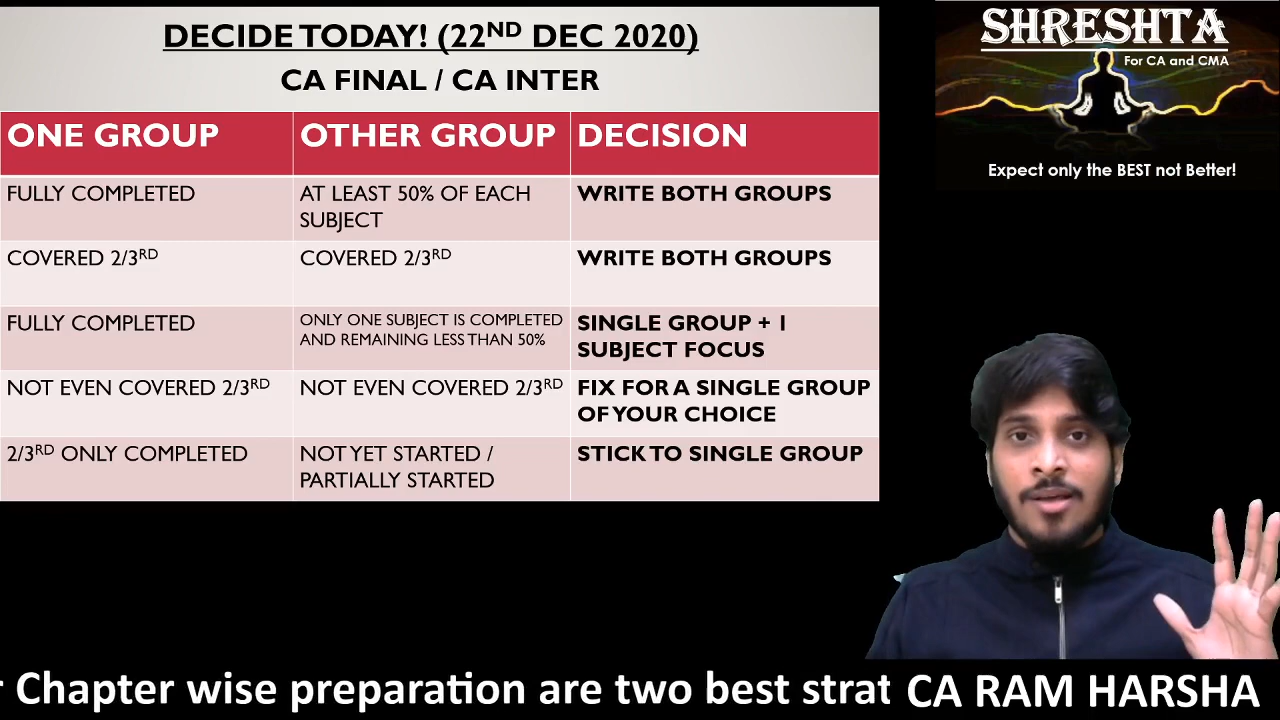 DECIDE TODAY! (22ND DEC 2020)
CA FINAL / CA INTER
ONE GROUP OTHER GROUP DECISION
FULLY COMPLETED AT LEAST 50% OF EACH SUBJECT WRITE BOTH GROUPS
COVERED 2/3RD COVERED 2/3RD WRITE BOTH GROUPS
FULLY COMPLETED ONLY ONE SUBJECT IS COMPLETED AND REMAINING LESS THAN 50% SINGLE GROUP + 1 SUBJECT FOCUS
NOT EVEN COVERED 2/3RD NOT EVEN COVERED 2/3RD FIX FOR A SINGLE GROUP OF YOUR CHOICE
2/3RD ONLY COMPLETED NOT YET STARTED / PARTIALLY STARTED STICK TO SINGLE GROUP
SHRESHTA
For CA and CMA
Expect only the BEST not Better!
Chapter wise preparation are two best strat
CA RAM HARSHA